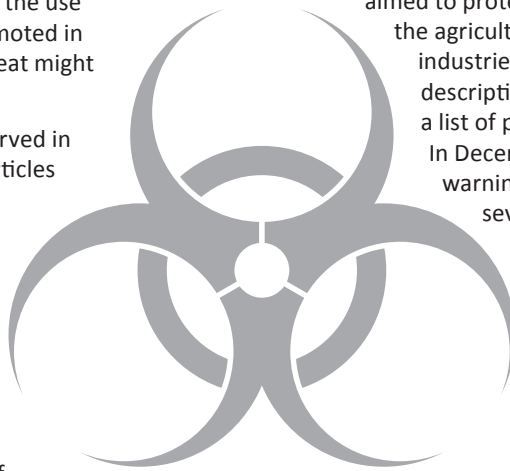 the use
moted in
eat might
rved in
ticles
f
aimed to prote
the agricult
industrie
descripti
a list of p
In Decer
warnin
sev